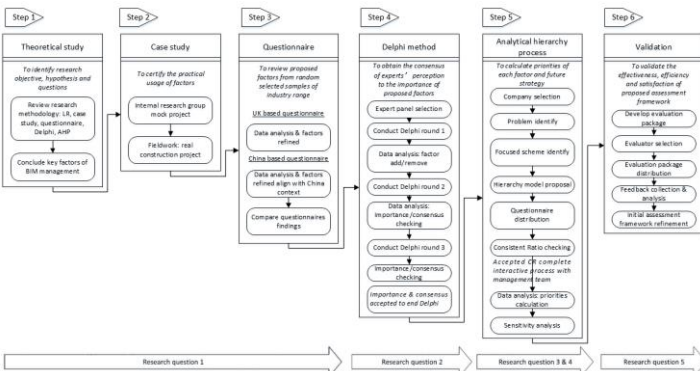 Step 1
Theoretical study
To identify research
objective, hypothesis and
questions
Review research
methodology: LR, case
study, questionnaire,
Delphi, AHP
Conclude key factors of
BIM management
Step 2
Case study
To certify the practical
usage of factors
Internal research group
mock project
Fieldwork: real
construction project
Step 3
Questionnaire
To review proposed
factors from random
selected samples of
industry range
UK based questionnaire
Data analysis & factors
refined
China based questionnaire
Data analysis & factors
refined align with China
context
Compare questionnaires
findings
Step 4
Delphi method
To obtain the consensus
of experts' perception
to the importance of
proposed factors
Expert panel selection
Conduct Delphi round 1
Data analysis: factor
add/remove
Conduct Delphi round 2
Data analysis:
importance/consensus
checking
Conduct Delphi round 3
Importance/consensus
checking
Importance & consensus
accepted to end Delphi
Step 5
Analytical hierarchy
process
To calculate priorities of
each factor and future
strategy
Company selection
Problem identify
Focused scheme identify
Hierarchy model proposal
Questionnaire
distribution
Consistent Ratio checking
Accepted CR complete
interactive process with
management team
Data analysis: priorities
calculation
Sensitivity analysis
Step 6
Validation
To validate the
effectiveness, efficiency
and satisfaction of
proposed assessment
framework
Develop evaluation
package
Evaluator selection
Evaluation package
distribution
Feedback collection &
analysis
Initial assessment
framework refinement
Research question 1
Research question 2
Research question 3 & 4
Research question 5